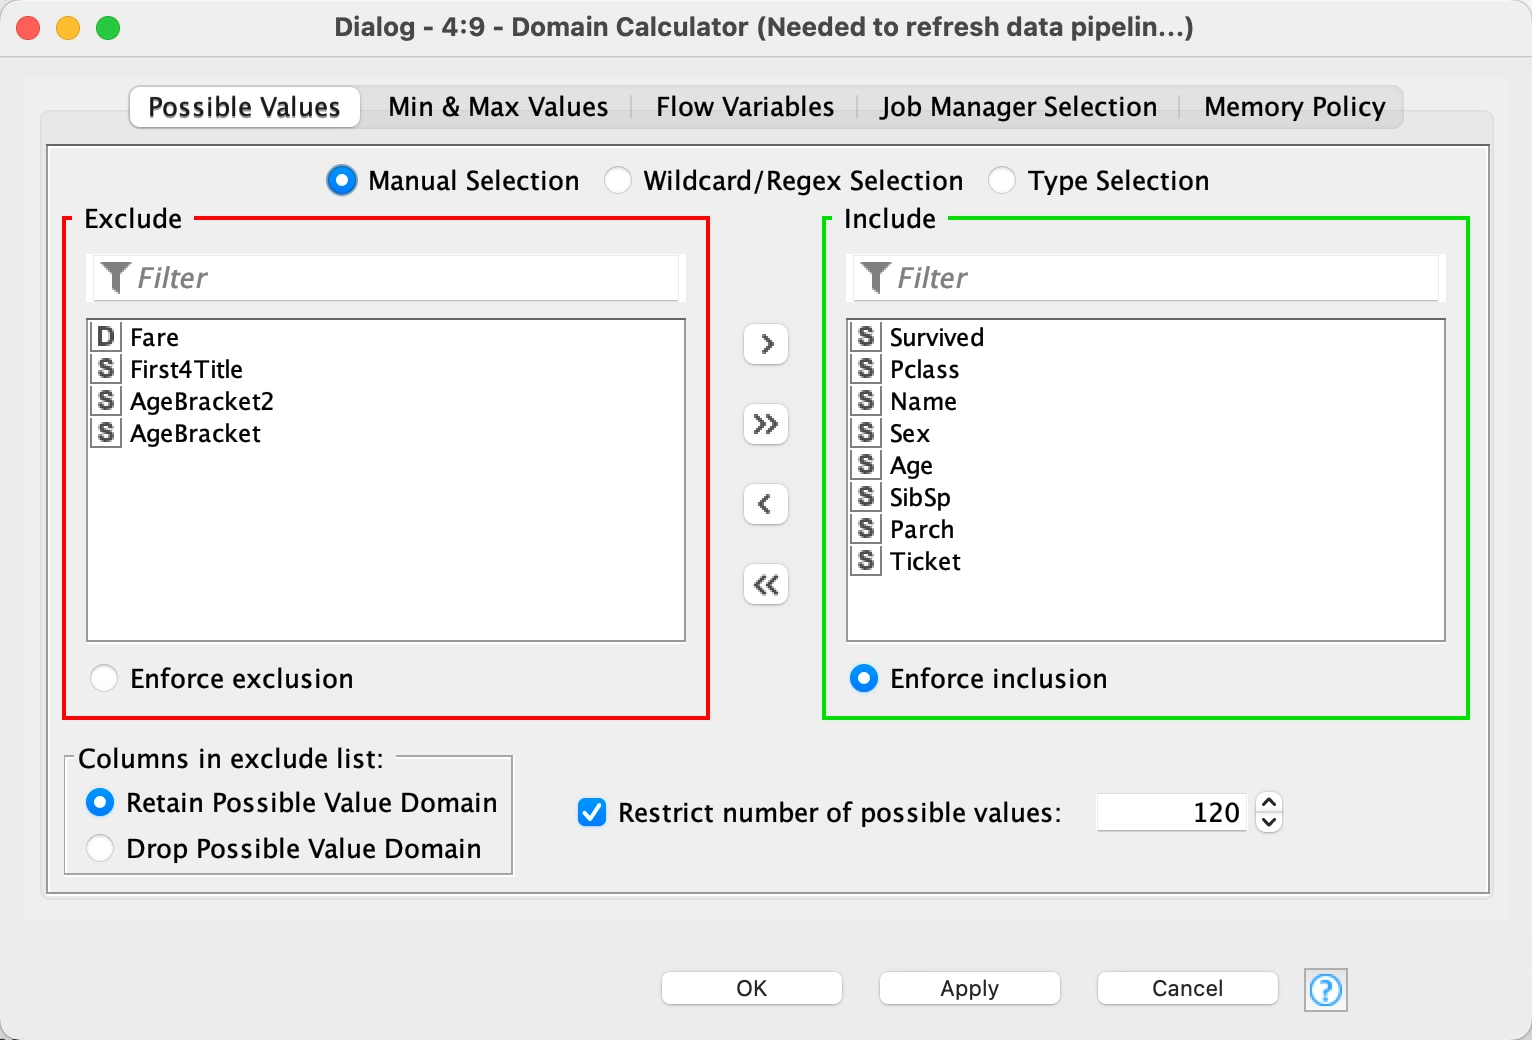 Dialog - 4:9 - Domain Calculator (Needed to refresh data pipelin...)
Possible Values Min & Max Values Flow Variables Job Manager Selection Memory Policy
Manual Selection Wildcard/Regex Selection Type Selection
Exclude
Filter
D Fare
S First4Title
S AgeBracket2
S AgeBracket
Enforce exclusion
>
>>
<
<<
Include
Filter
S Survived
S Pclass
S Name
S Sex
S Age
S SibSp
S Parch
S Ticket
Enforce inclusion
Columns in exclude list:
Retain Possible Value Domain
Drop Possible Value Domain
Restrict number of possible values: 120
OK Apply Cancel ?